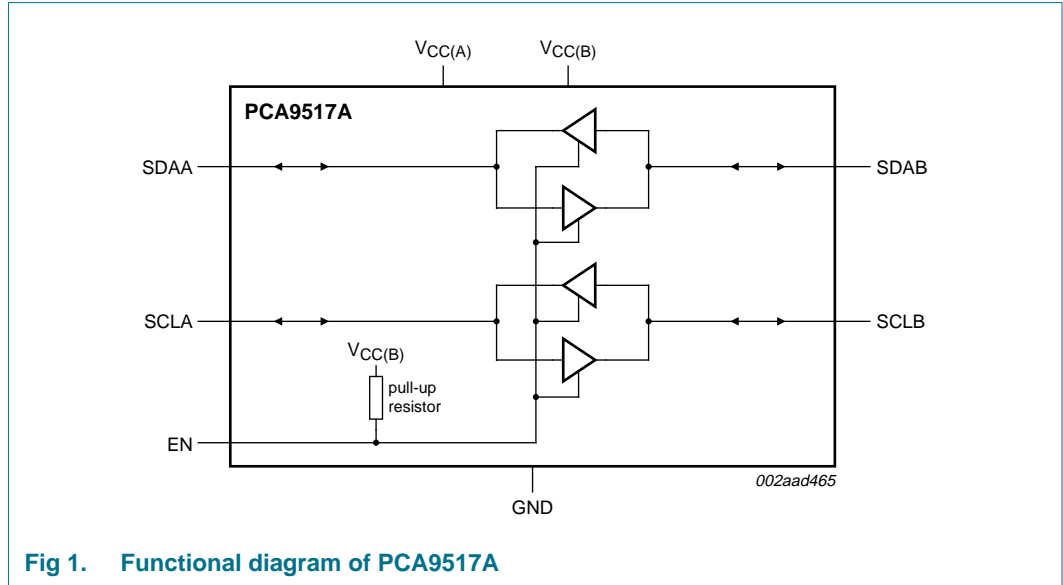 VCC(A) VCC(B)
PCA9517A
SDAA SDAB
SCLA SCLB
VCC(B)
pull-up
resistor
EN
002aad465
GND
Fig 1. Functional diagram of PCA9517A